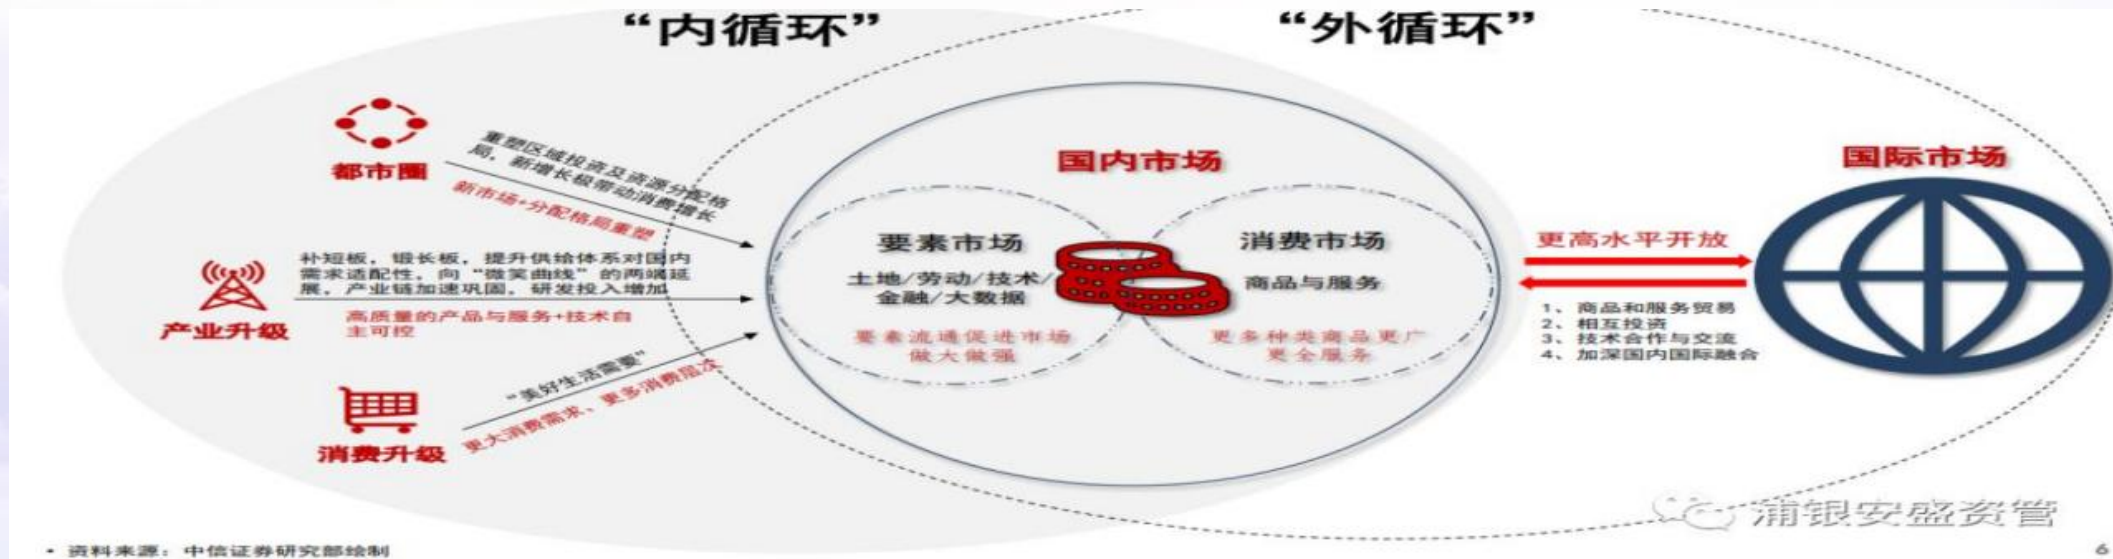 “内循环”
“外循环”
都市圈
重塑区域投资及资源分配格
局，新增长极带动消费增长
新市场+分配格局重塑
产业升级
补短板，锻长板，提升供给体系对国内
需求适配性，向“微笑曲线”的两端延
展，产业链加速巩固，研发投入增加
高质量的产品与服务+技术自
主可控
消费升级
“美好生活需要”
更大消费需求、更多消费层次
国内市场
要素市场
土地/劳动/技术/
金融/大数据
要素流通促进市场
做大做强
消费市场
商品与服务
更多种类商品更广
更全服务
国际市场
更高水平开放
1、商品和服务贸易
2、相互投资
3、技术合作与交流
4、加深国内国际融合
浦银安盛资管
• 资料来源：中信证券研究部绘制
6